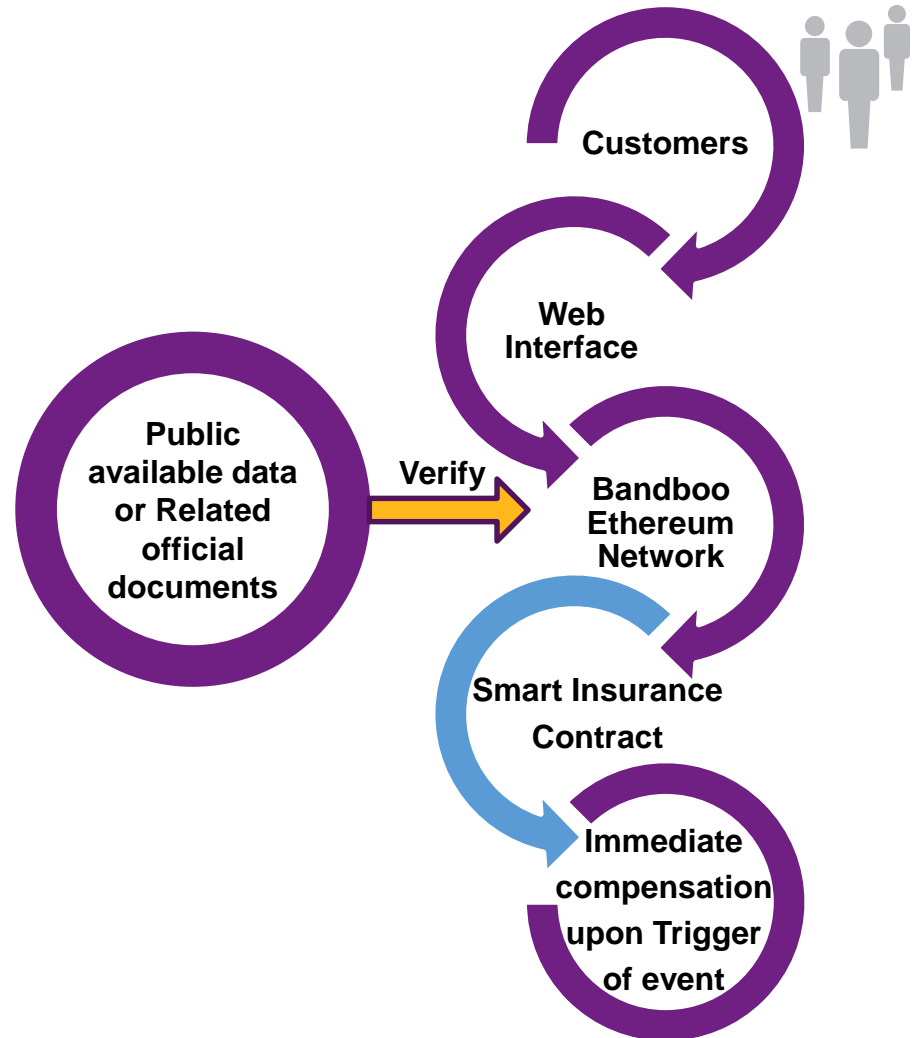 Customers
Web
Interface
Public
available data
or Related
official
documents
Verify
Bandboo
Ethereum
Network
Smart Insurance
Contract
Immediate
compensation
upon Trigger
of event